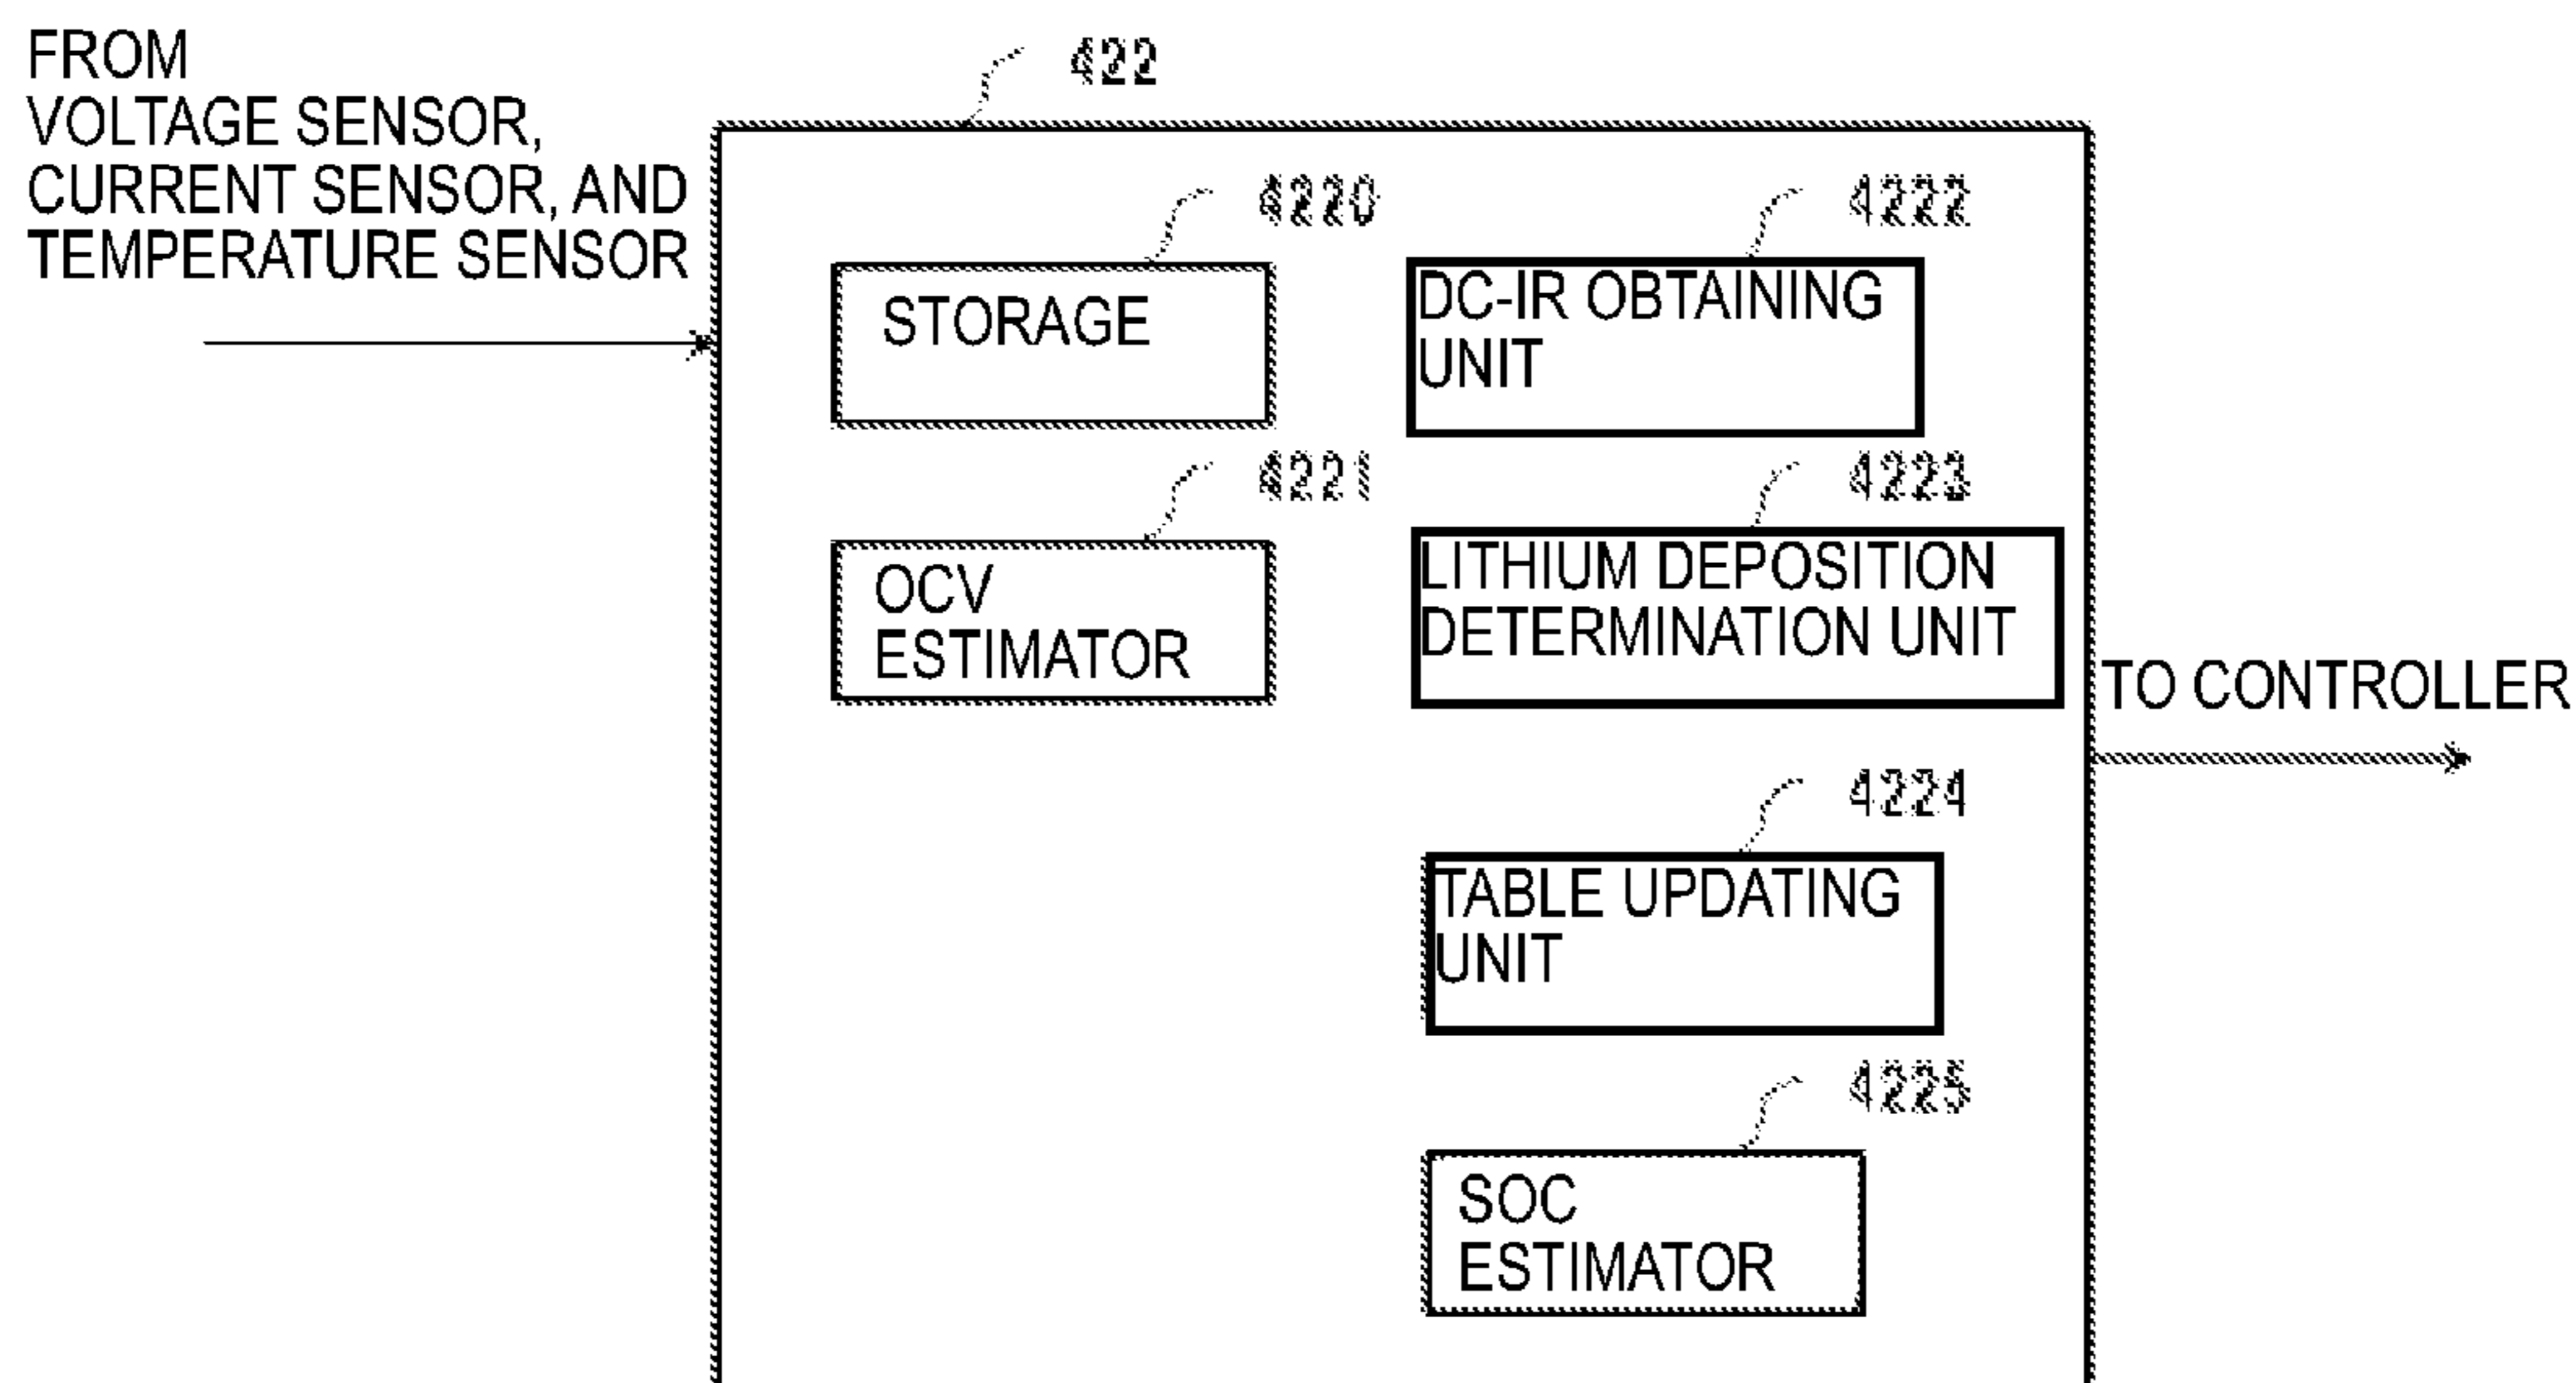 FROM
VOLTAGE SENSOR,
CURRENT SENSOR, AND
TEMPERATURE SENSOR
422
4220
STORAGE
4222
DC-IR OBTAINING
UNIT
4221
OCV
ESTIMATOR
4223
LITHIUM DEPOSITION
DETERMINATION UNIT
TO CONTROLLER
4224
TABLE UPDATING
UNIT
4225
SOC
ESTIMATOR